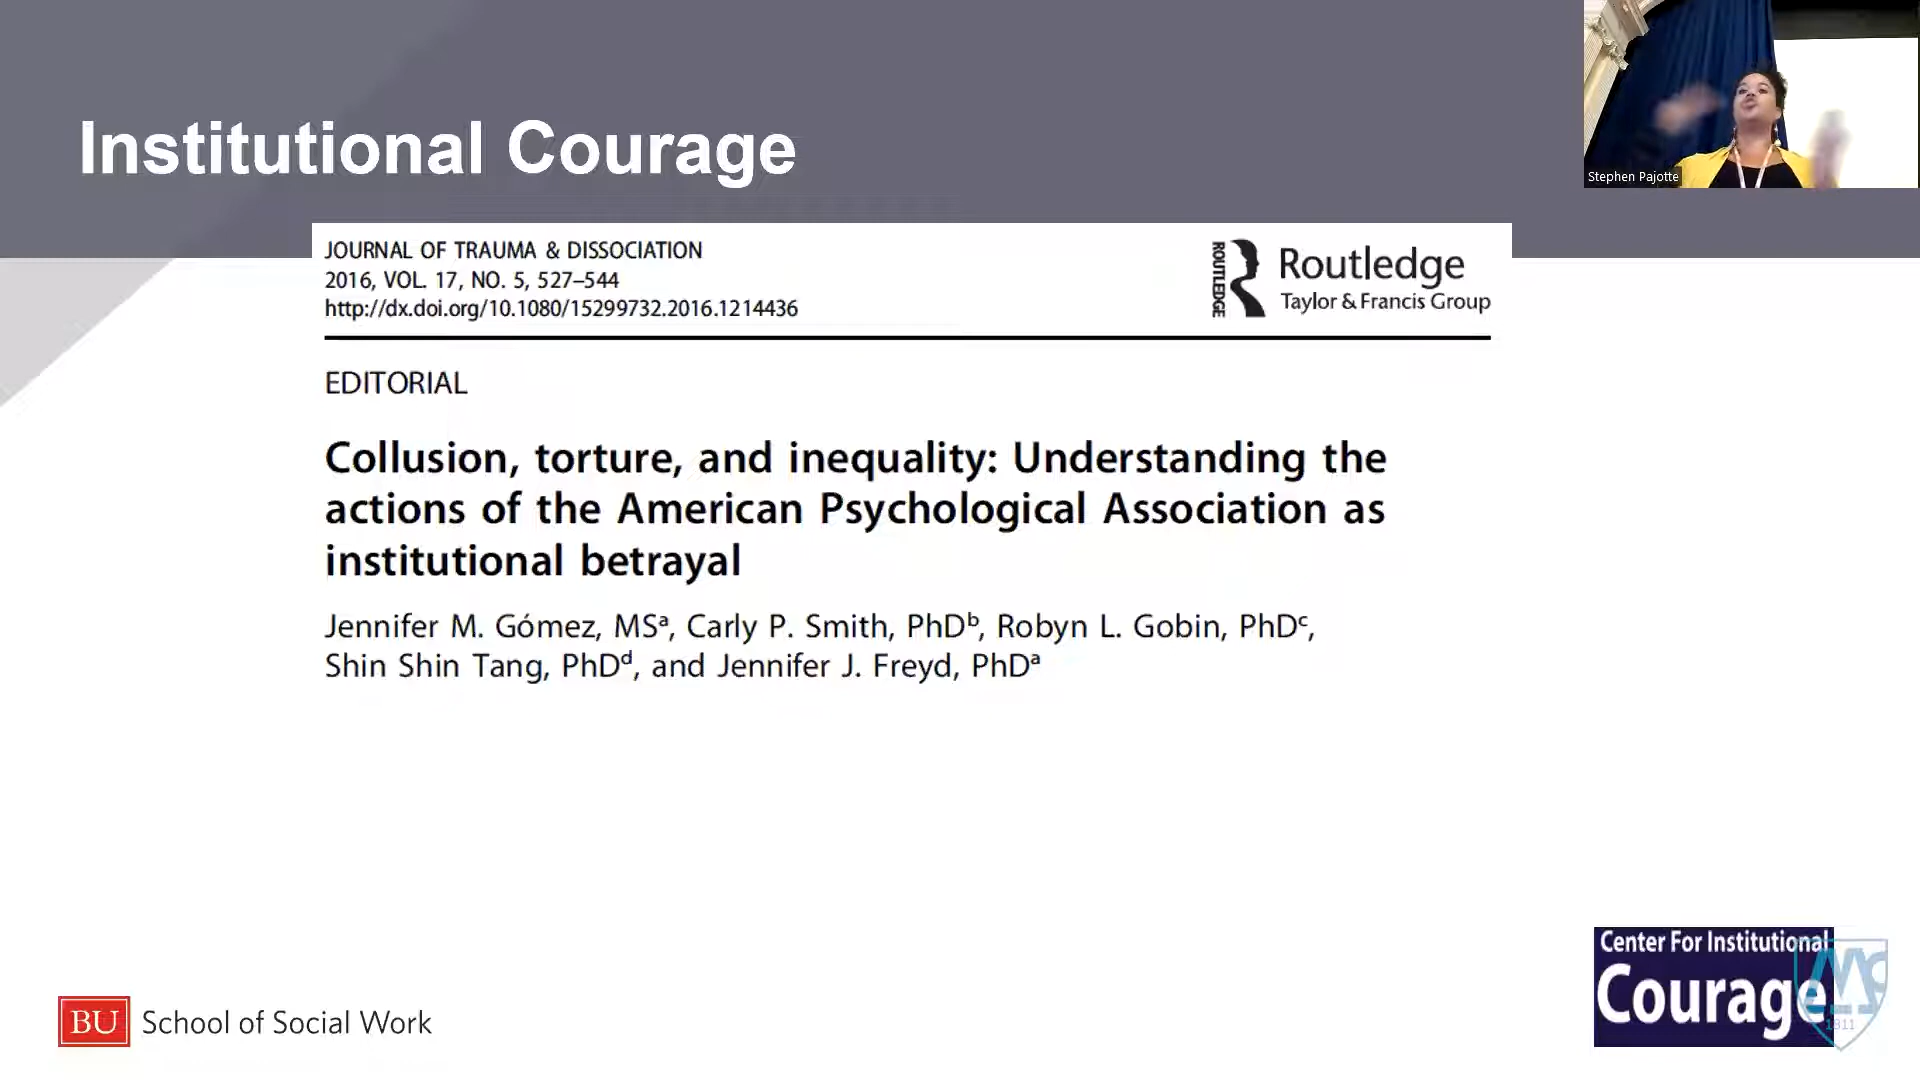 Institutional Courage
Stephen Pajotte
JOURNAL OF TRAUMA & DISSOCIATION
2016, VOL. 17, NO. 5, 527–544
http://dx.doi.org/10.1080/15299732.2016.1214436
ROUTLEDGE
Routledge
Taylor & Francis Group
EDITORIAL
Collusion, torture, and inequality: Understanding the
actions of the American Psychological Association as
institutional betrayal
Jennifer M. Gómez, MSᵃ, Carly P. Smith, PhDᵇ, Robyn L. Gobin, PhDᶜ,
Shin Shin Tang, PhDᵈ, and Jennifer J. Freyd, PhDᵃ
BU School of Social Work
Center For Institutional
Courage
1811